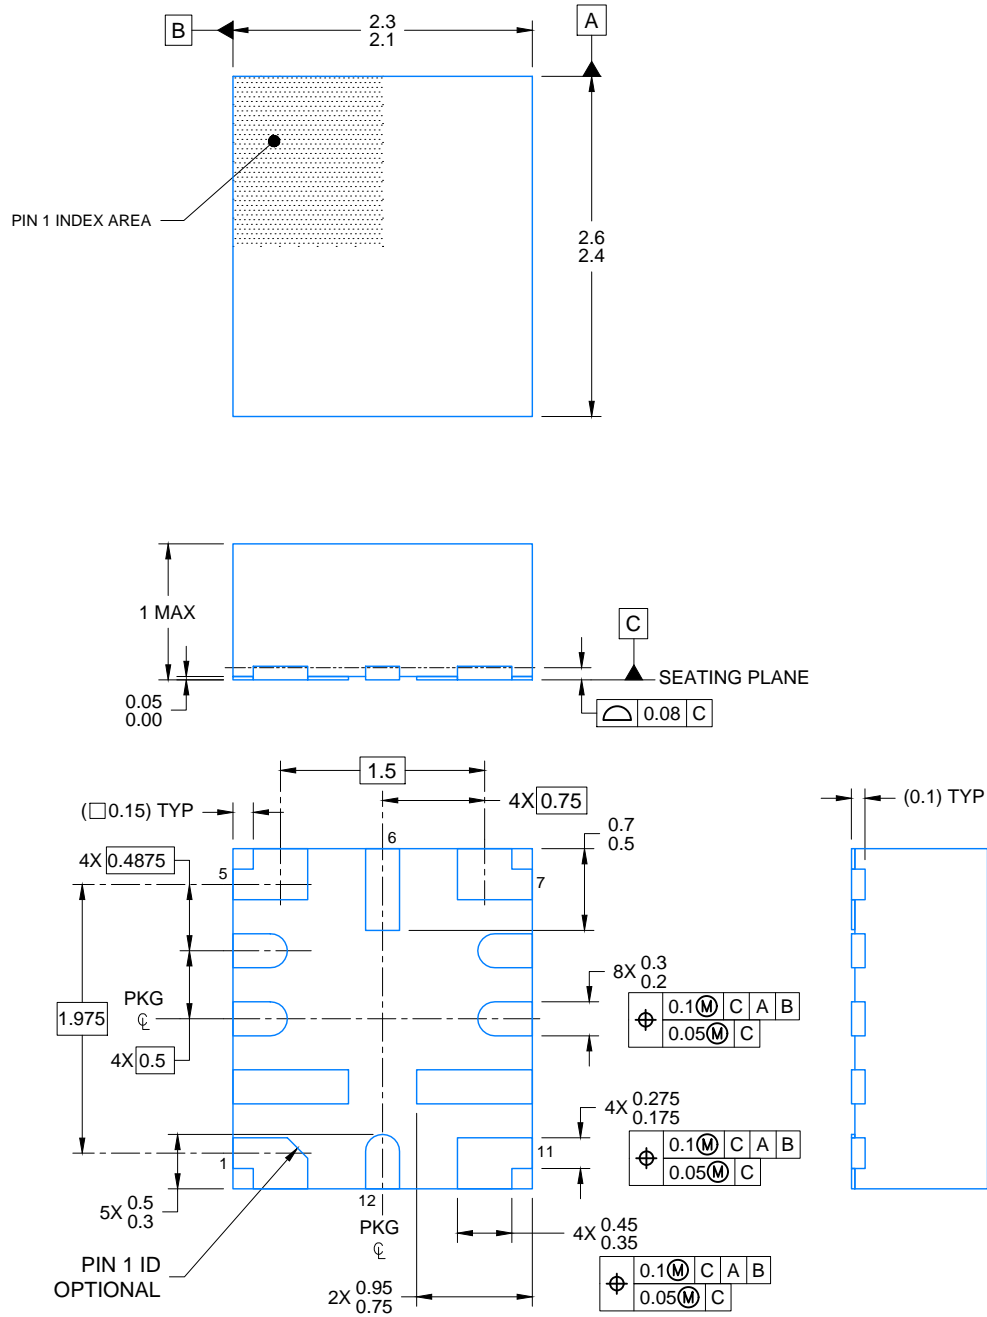 B
2.3
2.1
A
PIN 1 INDEX AREA
2.6
2.4
1 MAX
C
SEATING PLANE
0.05
0.00
0.08 C
1.5
4X 0.75
(□0.15) TYP
(0.1) TYP
6
0.7
0.5
4X 0.4875
5
7
8X 0.3
0.2
PKG
℄
0.1Ⓜ C A B
0.05Ⓜ C
1.975
4X 0.5
4X 0.275
0.175
0.1Ⓜ C A B
0.05Ⓜ C
1
11
12
5X 0.5
0.3
PKG
℄
4X 0.45
0.35
PIN 1 ID
OPTIONAL
0.1Ⓜ C A B
0.05Ⓜ C
2X 0.95
0.75